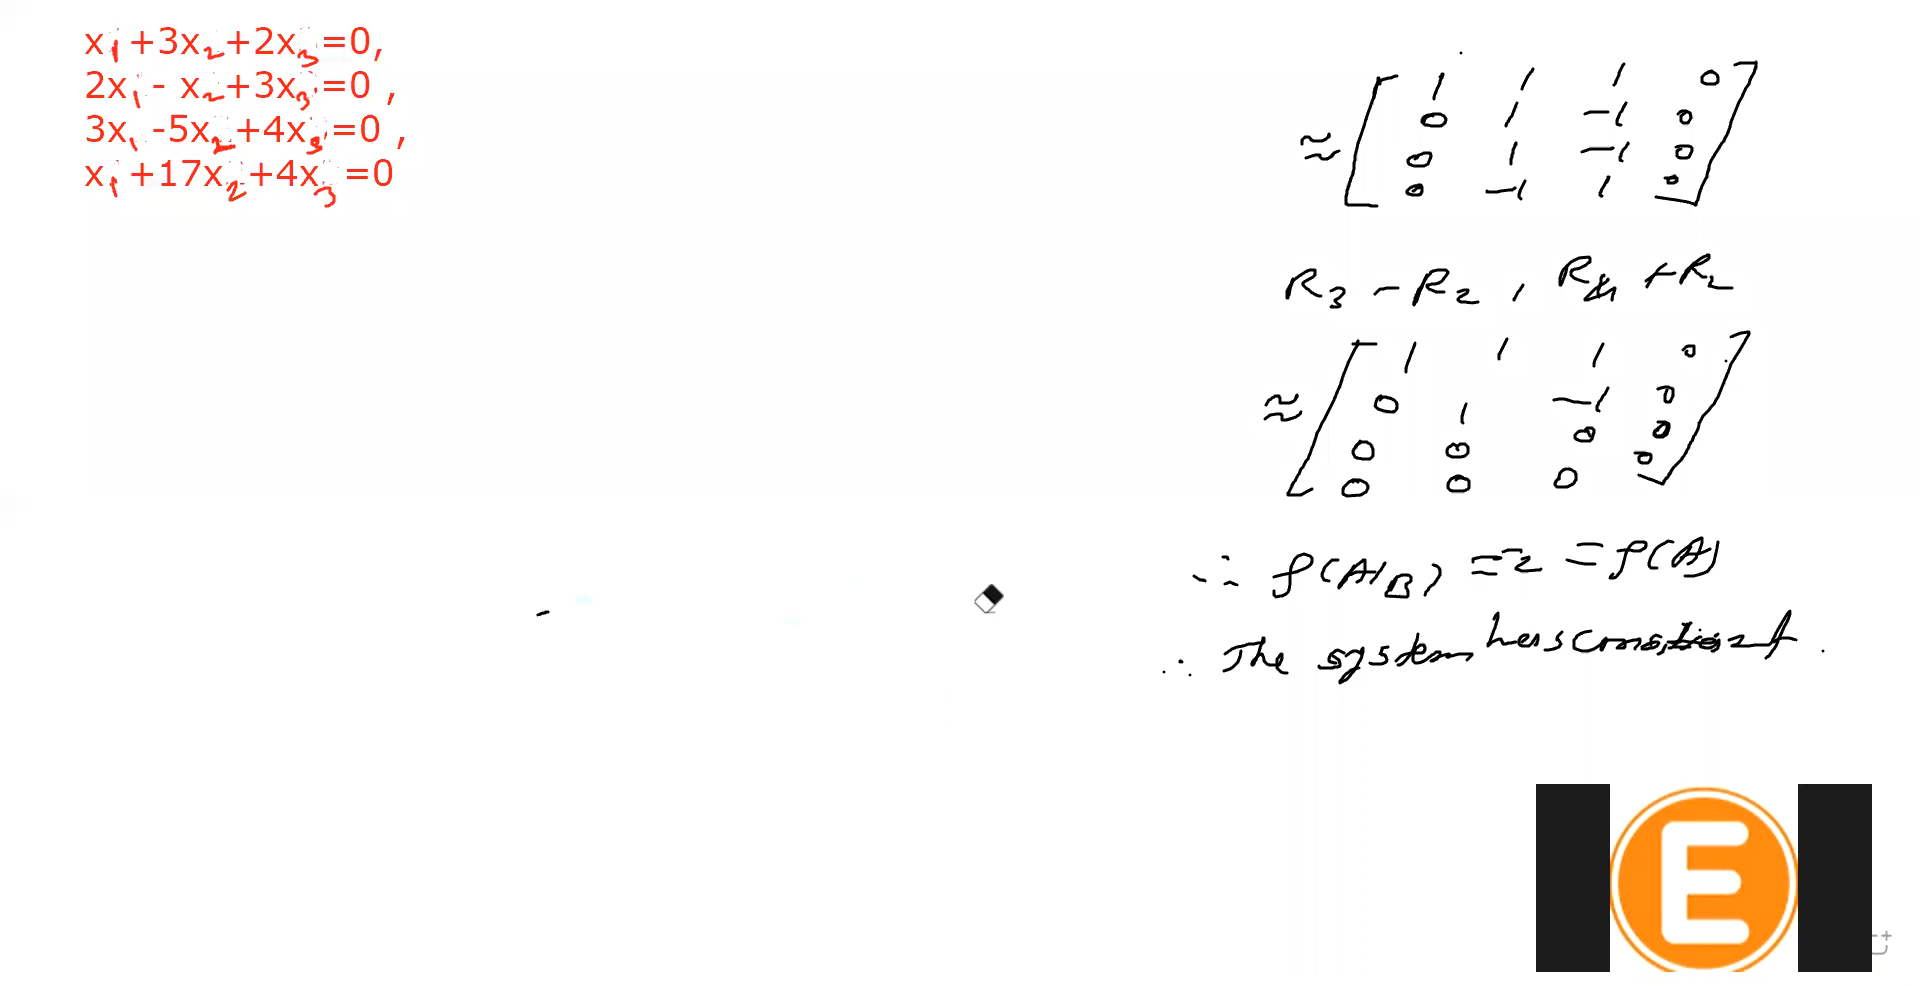 x₁+3x₂+2x₃=0,
2x₁- x₂+3x₃=0 ,
3x₁-5x₂+4x₃=0 ,
x₁+17x₂+4x₃=0
≈ [ 1 1 1 0 ]
0 1 -1 0
0 1 -1 0
0 -1 1 0
R₃ - R₂ , R₄ + R₂
≈ [ 1 1 1 0 ]
0 1 -1 0
0 0 0 0
0 0 0 0
∴ ρ(A|B) = 2 = ρ(A)
∴ The system has consistent .
E